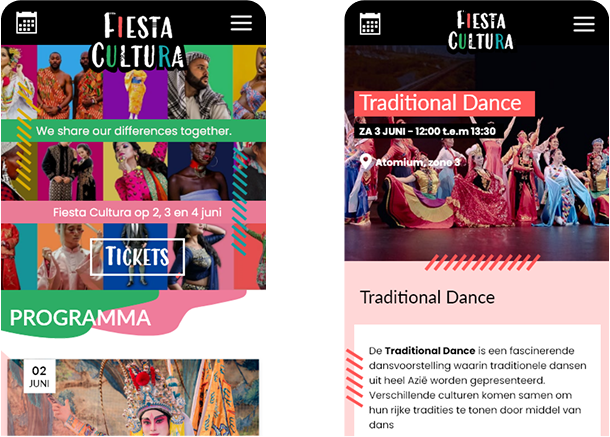 FIESTA
CULTURA
We share our differences together.
Fiesta Cultura op 2, 3 en 4 juni
TICKETS
PROGRAMMA
02
JUNI
FIESTA
CULTURA
Traditional Dance
ZA 3 JUNI - 12:00 t.e.m 13:30
Atomium, zone 3
Traditional Dance
De Traditional Dance is een fascinerende
dansvoorstelling waarin traditionele dansen
uit heel Azië worden gepresenteerd.
Verschillende culturen komen samen om
hun rijke tradities te tonen door middel van
dans